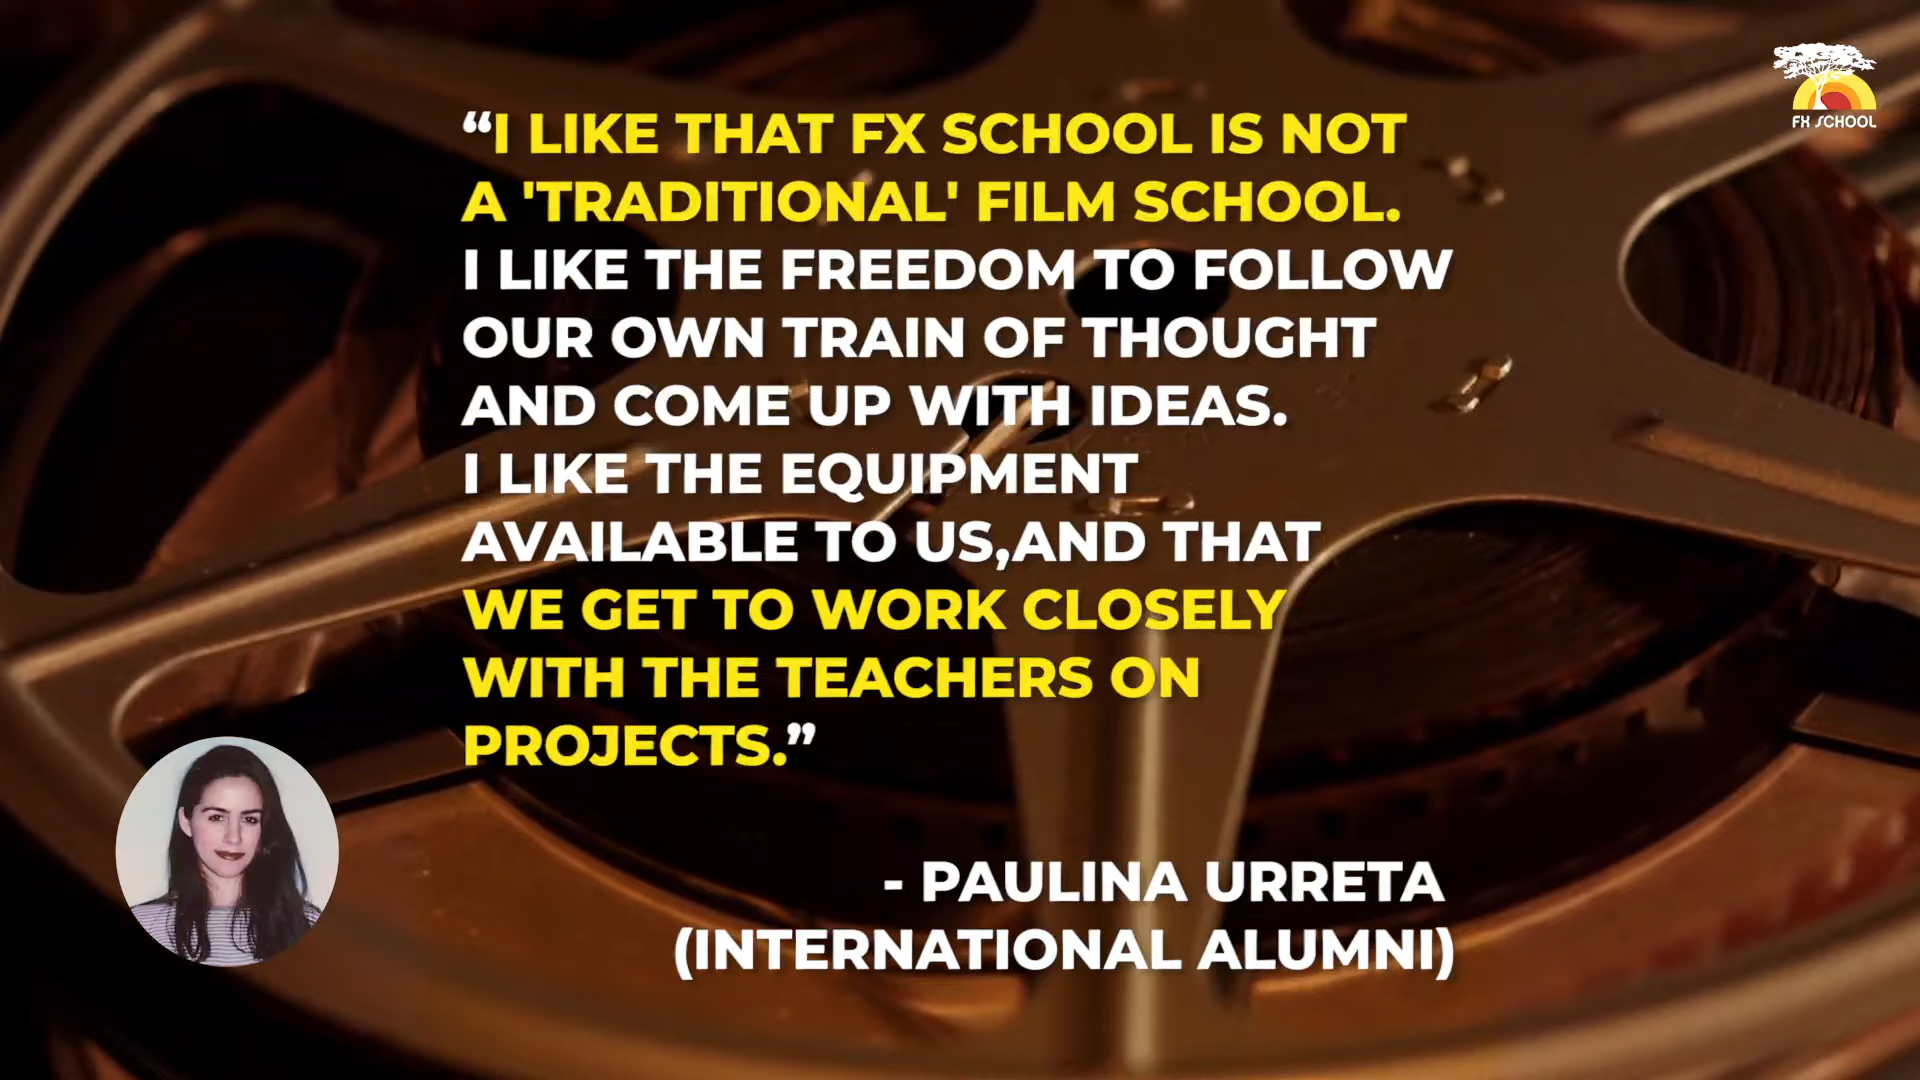 FX SCHOOL
“I LIKE THAT FX SCHOOL IS NOT
A 'TRADITIONAL' FILM SCHOOL.
I LIKE THE FREEDOM TO FOLLOW
OUR OWN TRAIN OF THOUGHT
AND COME UP WITH IDEAS.
I LIKE THE EQUIPMENT
AVAILABLE TO US,AND THAT
WE GET TO WORK CLOSELY
WITH THE TEACHERS ON
PROJECTS.”
- PAULINA URRETA
(INTERNATIONAL ALUMNI)